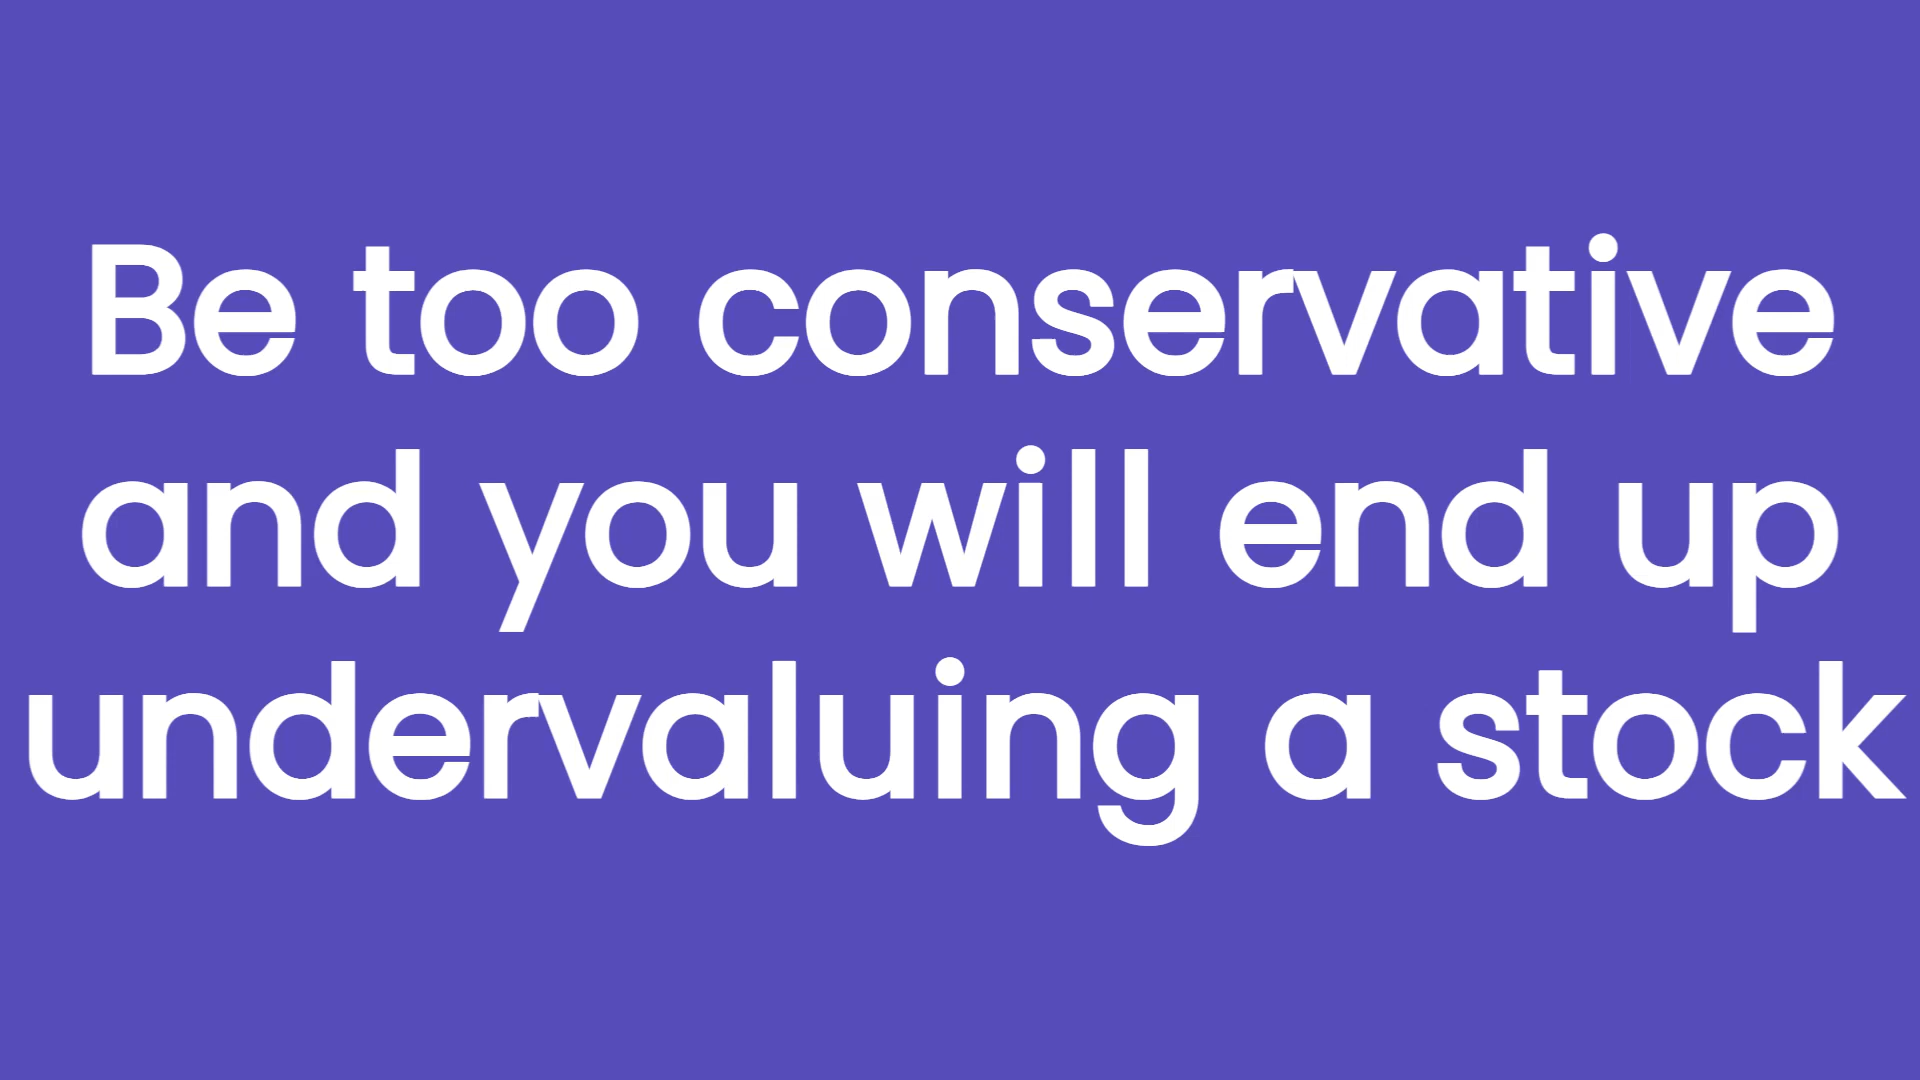 Be too conservative
and you will end up
undervaluing a stock